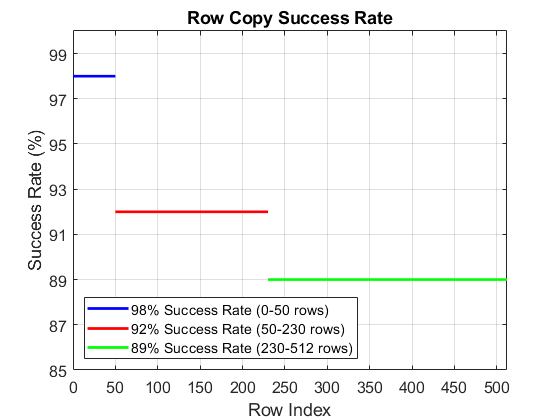 Row Copy Success Rate
99
97
95
93
91
89
87
85
Success Rate (%)
98% Success Rate (0-50 rows)
92% Success Rate (50-230 rows)
89% Success Rate (230-512 rows)
0 50 100 150 200 250 300 350 400 450 500
Row Index